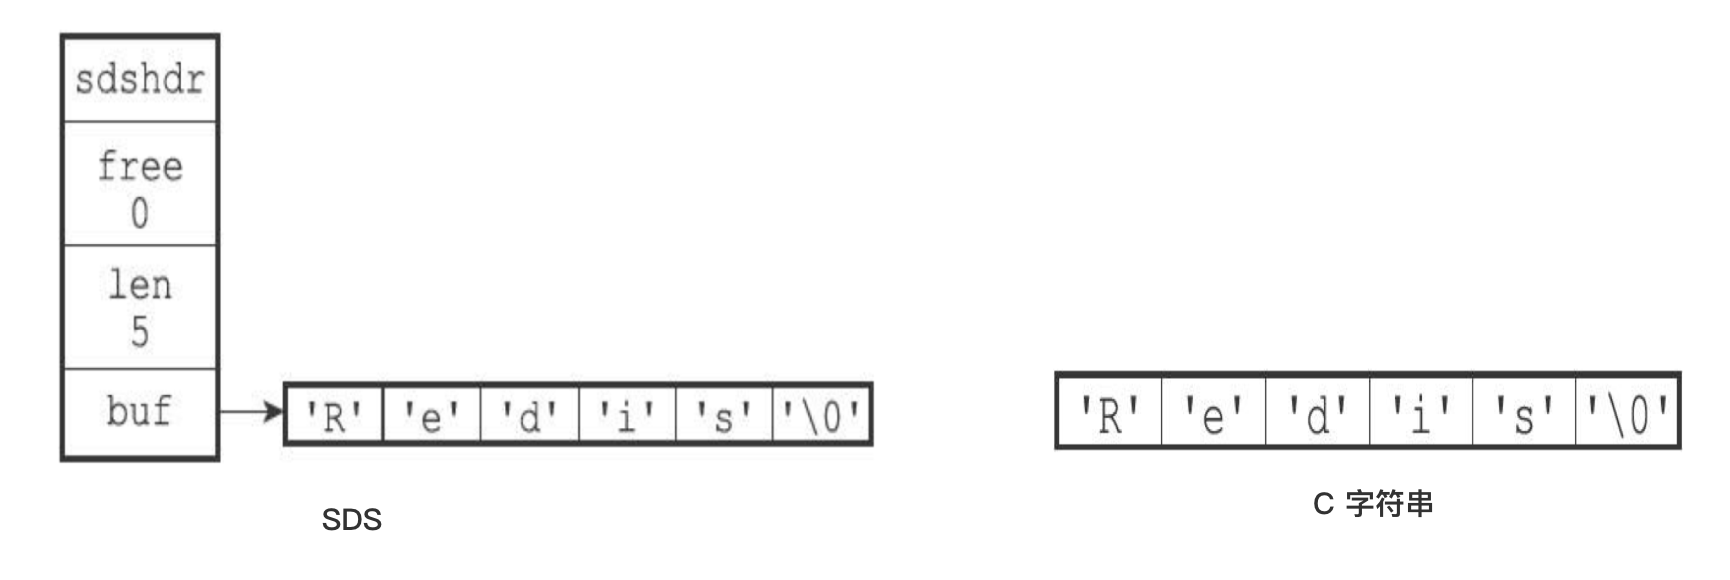 sdshdr
free
0
len
5
buf
'R' 'e' 'd' 'i' 's' '\0'
SDS
'R' 'e' 'd' 'i' 's' '\0'
C 字符串